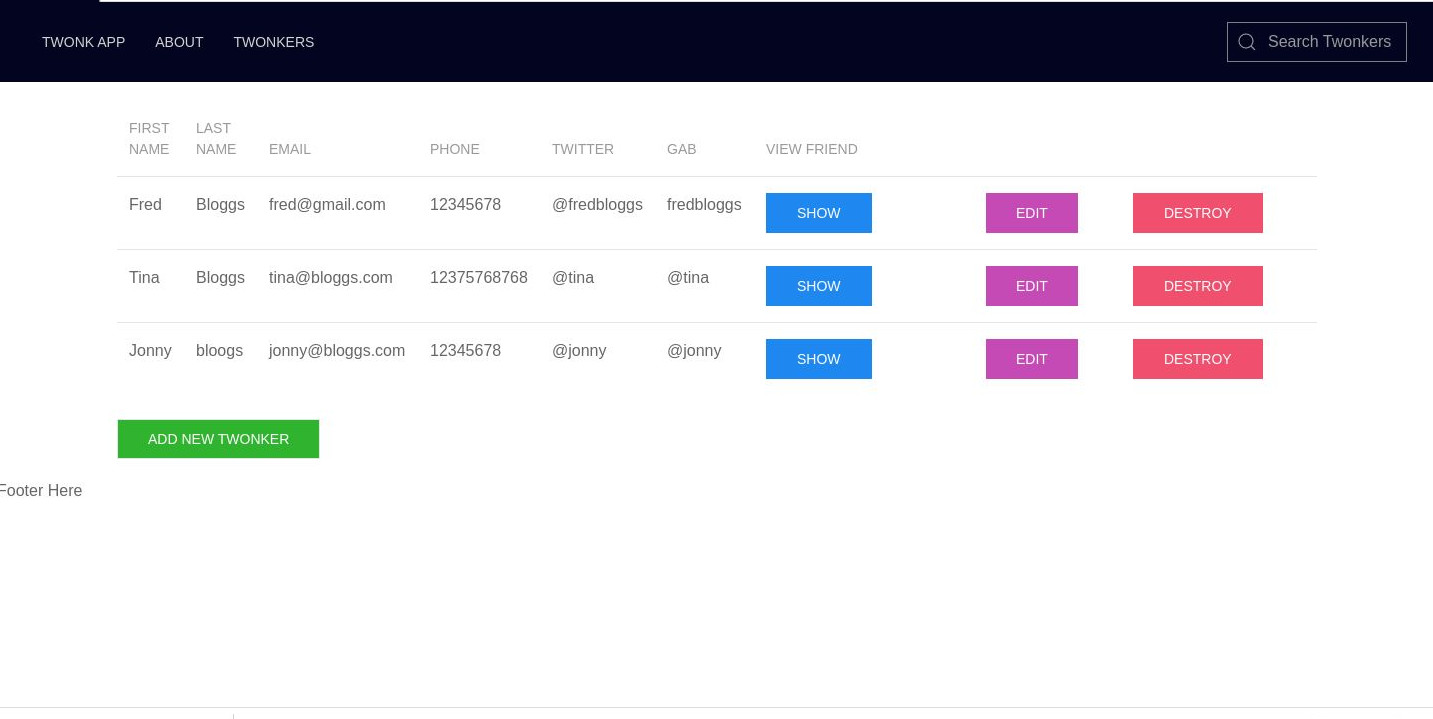 TWONK APP ABOUT TWONKERS Search Twonkers
FIRST LAST
NAME NAME EMAIL PHONE TWITTER GAB VIEW FRIEND
Fred Bloggs fred@gmail.com 12345678 @fredbloggs fredbloggs SHOW EDIT DESTROY
Tina Bloggs tina@bloggs.com 12375768768 @tina @tina SHOW EDIT DESTROY
Jonny bloogs jonny@bloggs.com 12345678 @jonny @jonny SHOW EDIT DESTROY
ADD NEW TWONKER
Footer Here